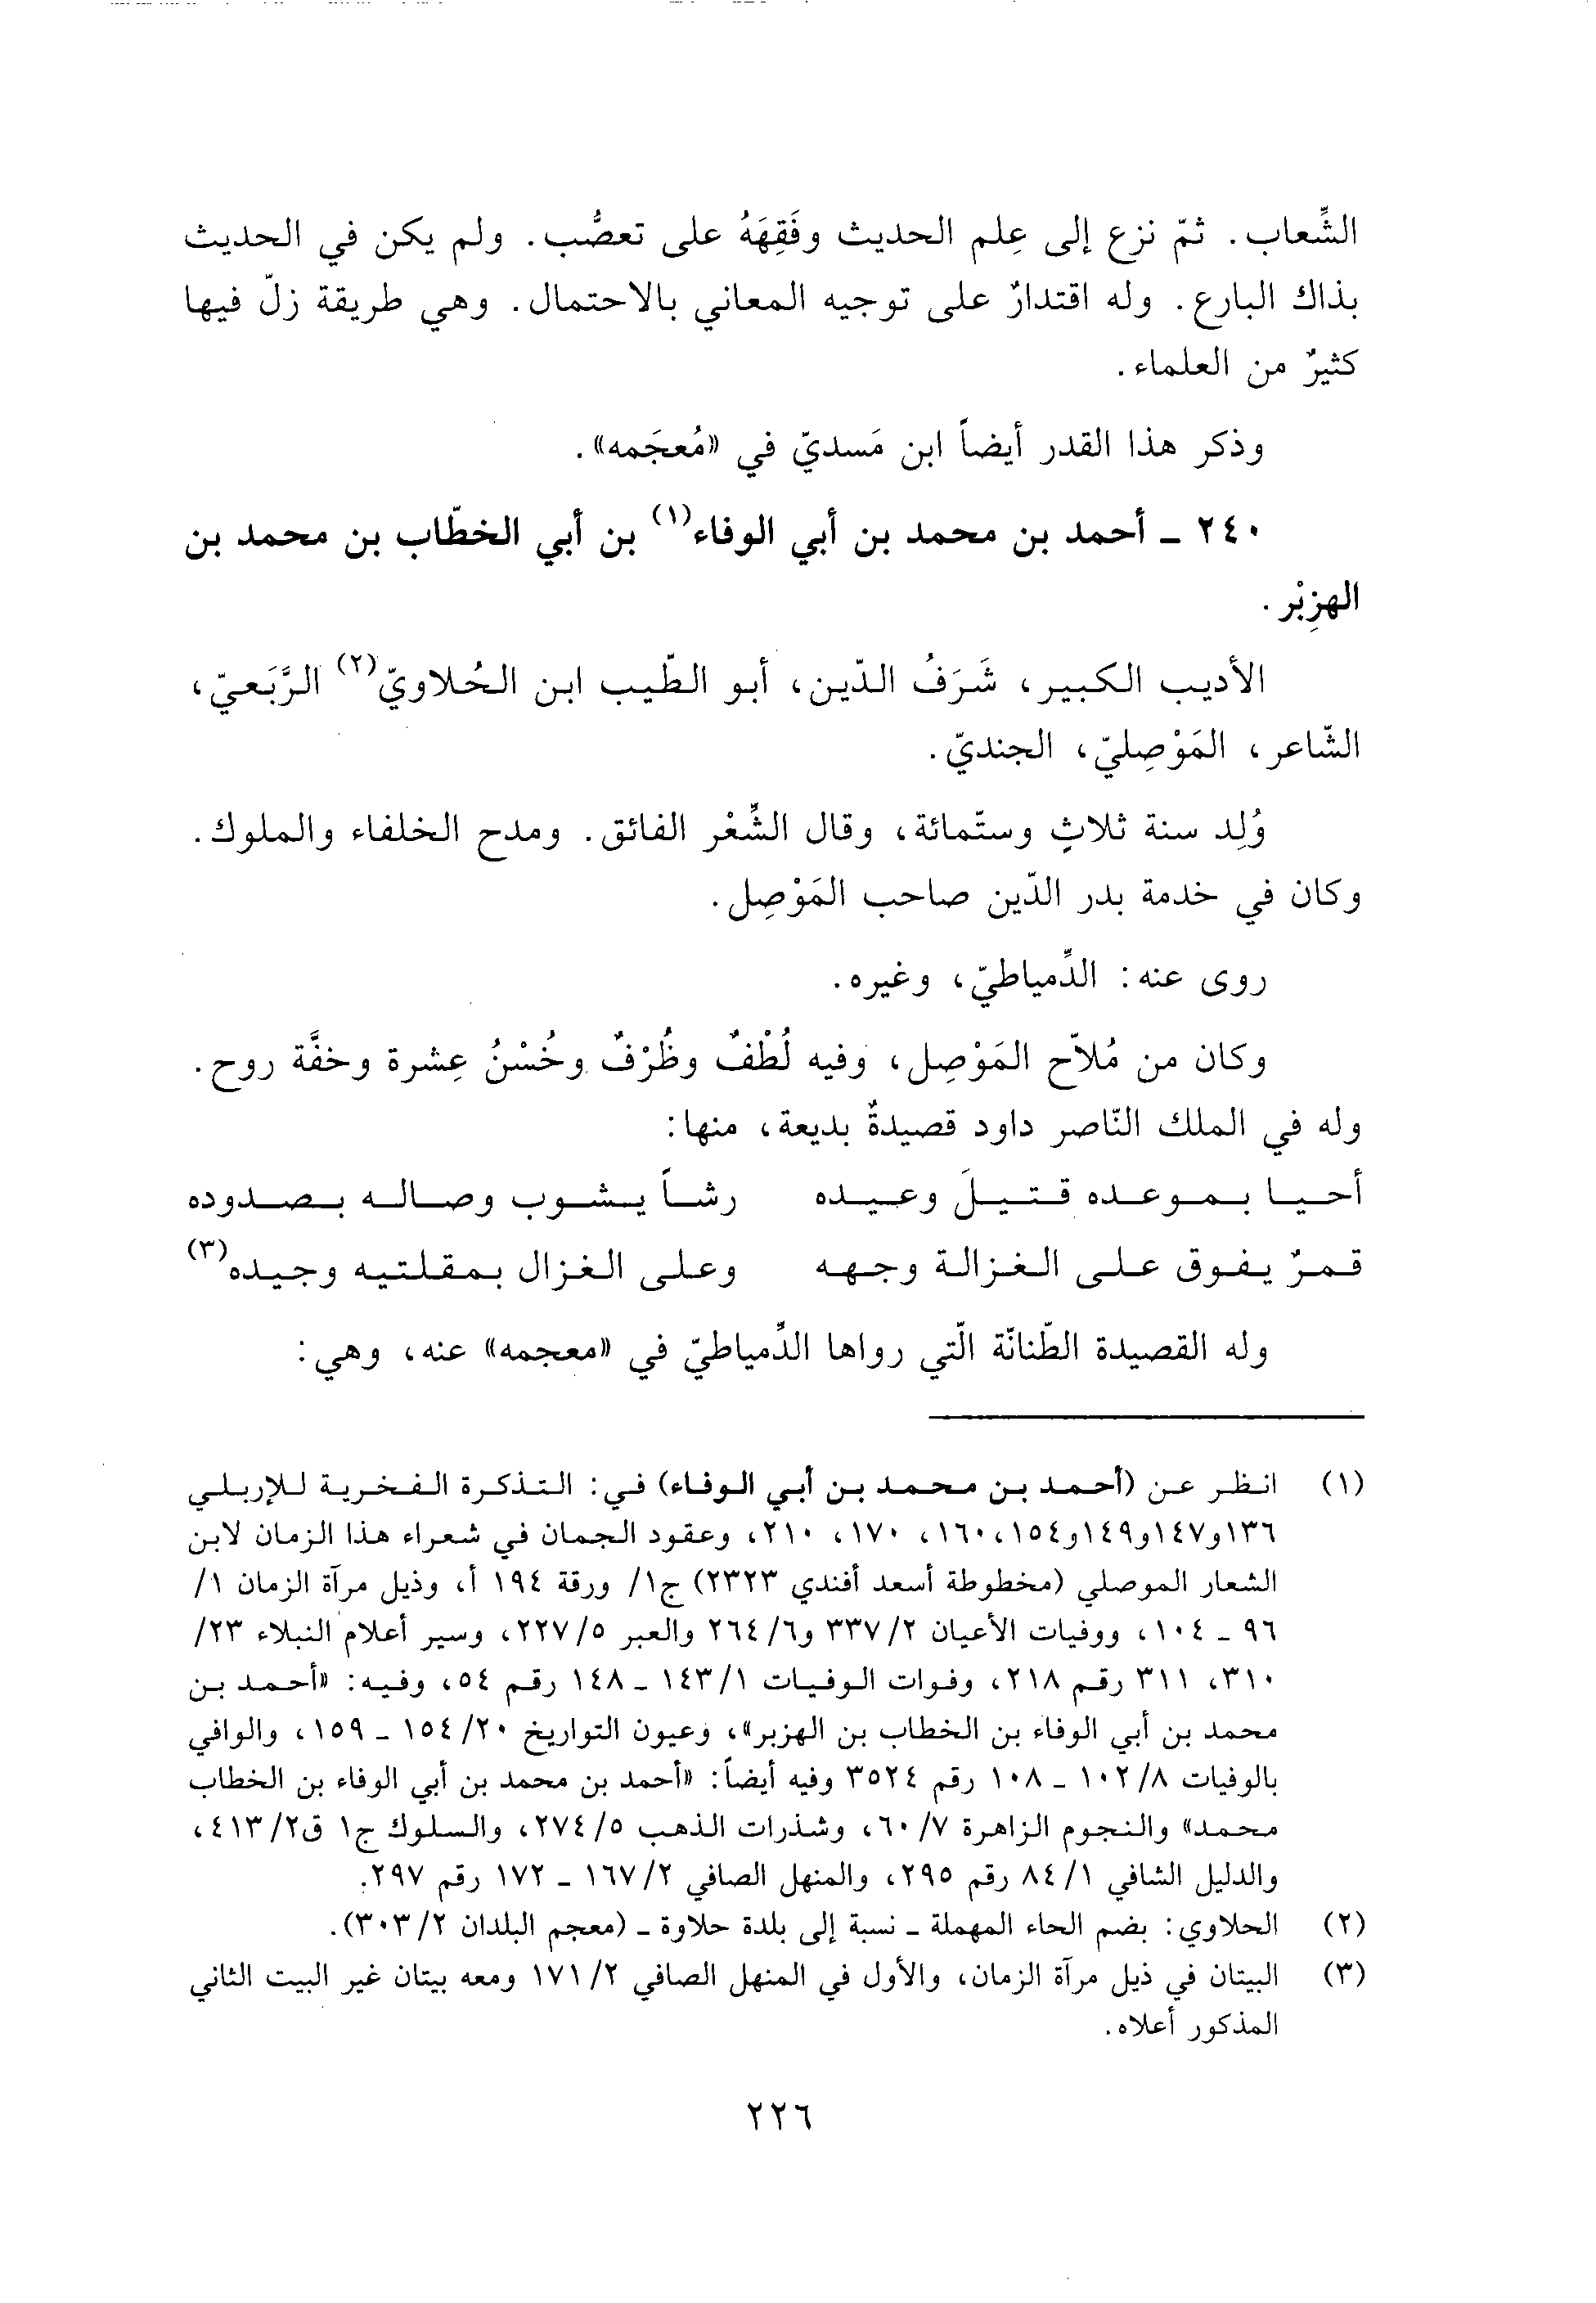 الشِّعاب. ثمّ نزع إلى عِلم الحديث وفَقِهَهُ على تعصُّب. ولم يكن في الحديث
بذاك البارع. وله اقتدارٌ على توجيه المعاني بالاحتمال. وهي طريقة زلّ فيها
كثيرٌ من العلماء.
وذكر هذا القدر أيضاً ابن مَسديّ في «مُعجَمه».
٢٤٠ ـ أحمد بن محمد بن أبي الوفاء(١) بن أبي الخطّاب بن محمد بن
الهزِبْر.
الأديب الكبير، شَرَفُ الدّين، أبو الطّيب ابن الحُلاويّ(٢) الرَّبَعيّ،
الشّاعر، المَوْصِليّ، الجنديّ.
وُلِد سنة ثلاثٍ وستّمائة، وقال الشِّعْر الفائق. ومدح الخلفاء والملوك.
وكان في خدمة بدر الدّين صاحب المَوْصِل.
روى عنه: الدِّمياطيّ، وغيره.
وكان من مُلاّح المَوْصِل، وفيه لُطْفٌ وظُرْفٌ وحُسْنُ عِشرة وخفَّة روح.
وله في الملك النّاصر داود قصيدةٌ بديعة، منها:
أحيا بموعده قتيلَ وعيده رشأً يشوب وصاله بصدوده
قمرٌ يفوق على الغزالة وجهه وعلى الغزال بمقلتيه وجيده(٣)
وله القصيدة الطّنانّة الّتي رواها الدِّمياطيّ في «معجمه» عنه، وهي:
(١) انظر عن (أحمد بن محمد بن أبي الوفاء) في: التذكرة الفخرية للإربلي
١٣٦ و١٤٧ و١٤٩ و١٥٤، ١٦٠، ١٧٠، ٢١٠، وعقود الجمان في شعراء هذا الزمان لابن
الشعار الموصلي (مخطوطة أسعد أفندي ٢٣٢٣) ج١/ ورقة ١٩٤ أ، وذيل مرآة الزمان ١/
٩٦ ـ ١٠٤، ووفيات الأعيان ٢/ ٣٣٧ و٦/ ٢٦٤ والعبر ٥/ ٢٢٧، وسير أعلام النبلاء ٢٣/
٣١٠، ٣١١ رقم ٢١٨، وفوات الوفيات ١/ ١٤٣ ـ ١٤٨ رقم ٥٤، وفيه: «أحمد بن
محمد بن أبي الوفاء بن الخطاب بن الهزبر»، وعيون التواريخ ٢٠/ ١٥٤ ـ ١٥٩، والوافي
بالوفيات ٨/ ١٠٢ ـ ١٠٨ رقم ٣٥٢٤ وفيه أيضاً: «أحمد بن محمد بن أبي الوفاء بن الخطاب
محمد» والنجوم الزاهرة ٧/ ٦٠، وشذرات الذهب ٥/ ٢٧٤، والسلوك ج١ ق٢/ ٤١٣،
والدليل الشافي ١/ ٨٤ رقم ٢٩٥، والمنهل الصافي ٢/ ١٦٧ ـ ١٧٢ رقم ٢٩٧.
(٢) الحلاوي: بضم الحاء المهملة ـ نسبة إلى بلدة حلاوة ـ (معجم البلدان ٢/ ٣٠٣).
(٣) البيتان في ذيل مرآة الزمان، والأول في المنهل الصافي ٢/ ١٧١ ومعه بيتان غير البيت الثاني
المذكور أعلاه.
٢٢٦